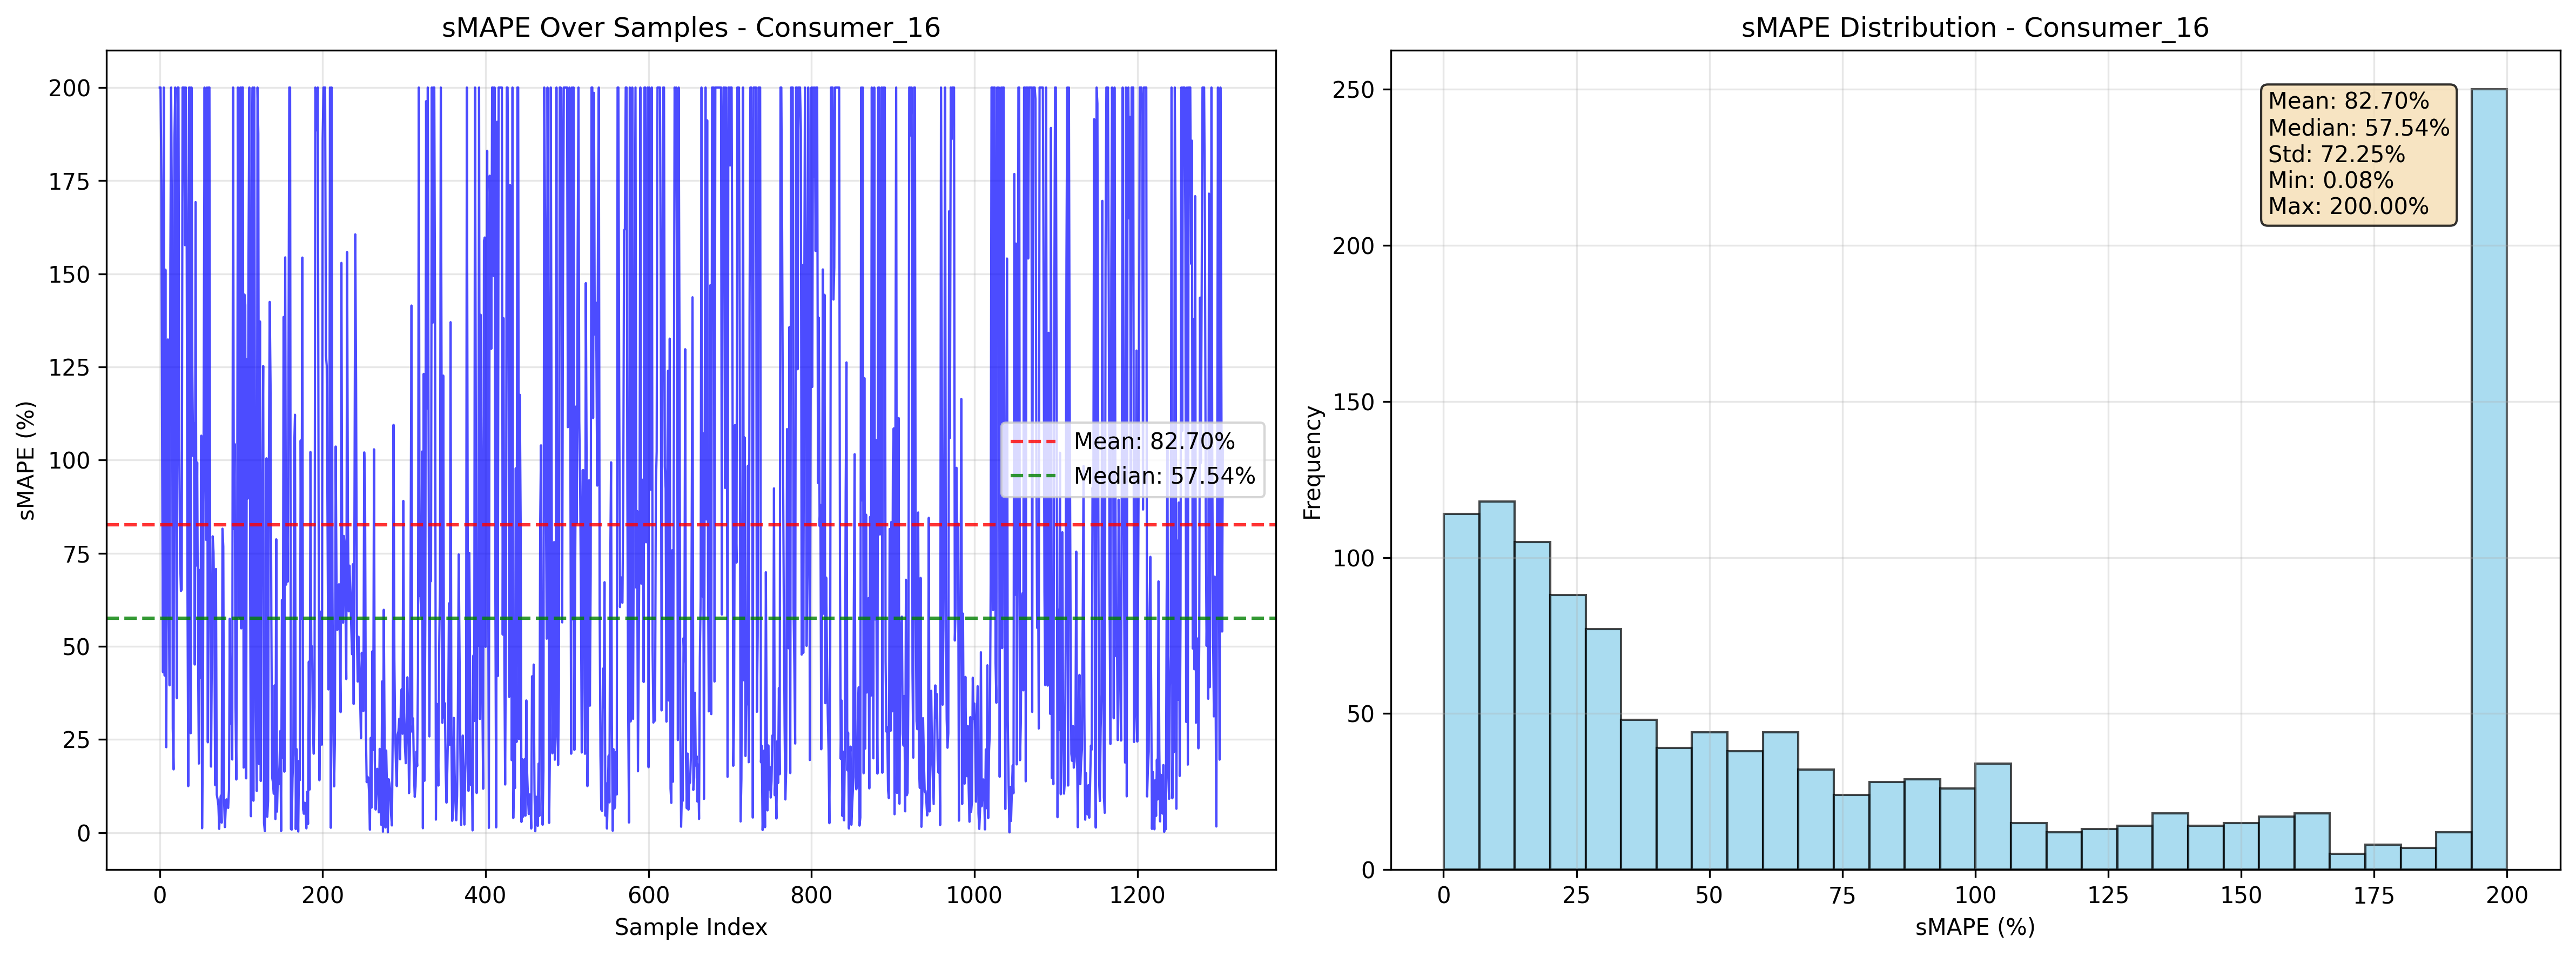 sMAPE Over Samples - Consumer_16
sMAPE (%)
200
175
150
125
100
75
50
25
0
Mean: 82.70%
Median: 57.54%
0
200
400
600
800
1000
1200
Sample Index
sMAPE Distribution - Consumer_16
Frequency
250
200
150
100
50
0
Mean: 82.70%
Median: 57.54%
Std: 72.25%
Min: 0.08%
Max: 200.00%
0
25
50
75
100
125
150
175
200
sMAPE (%)